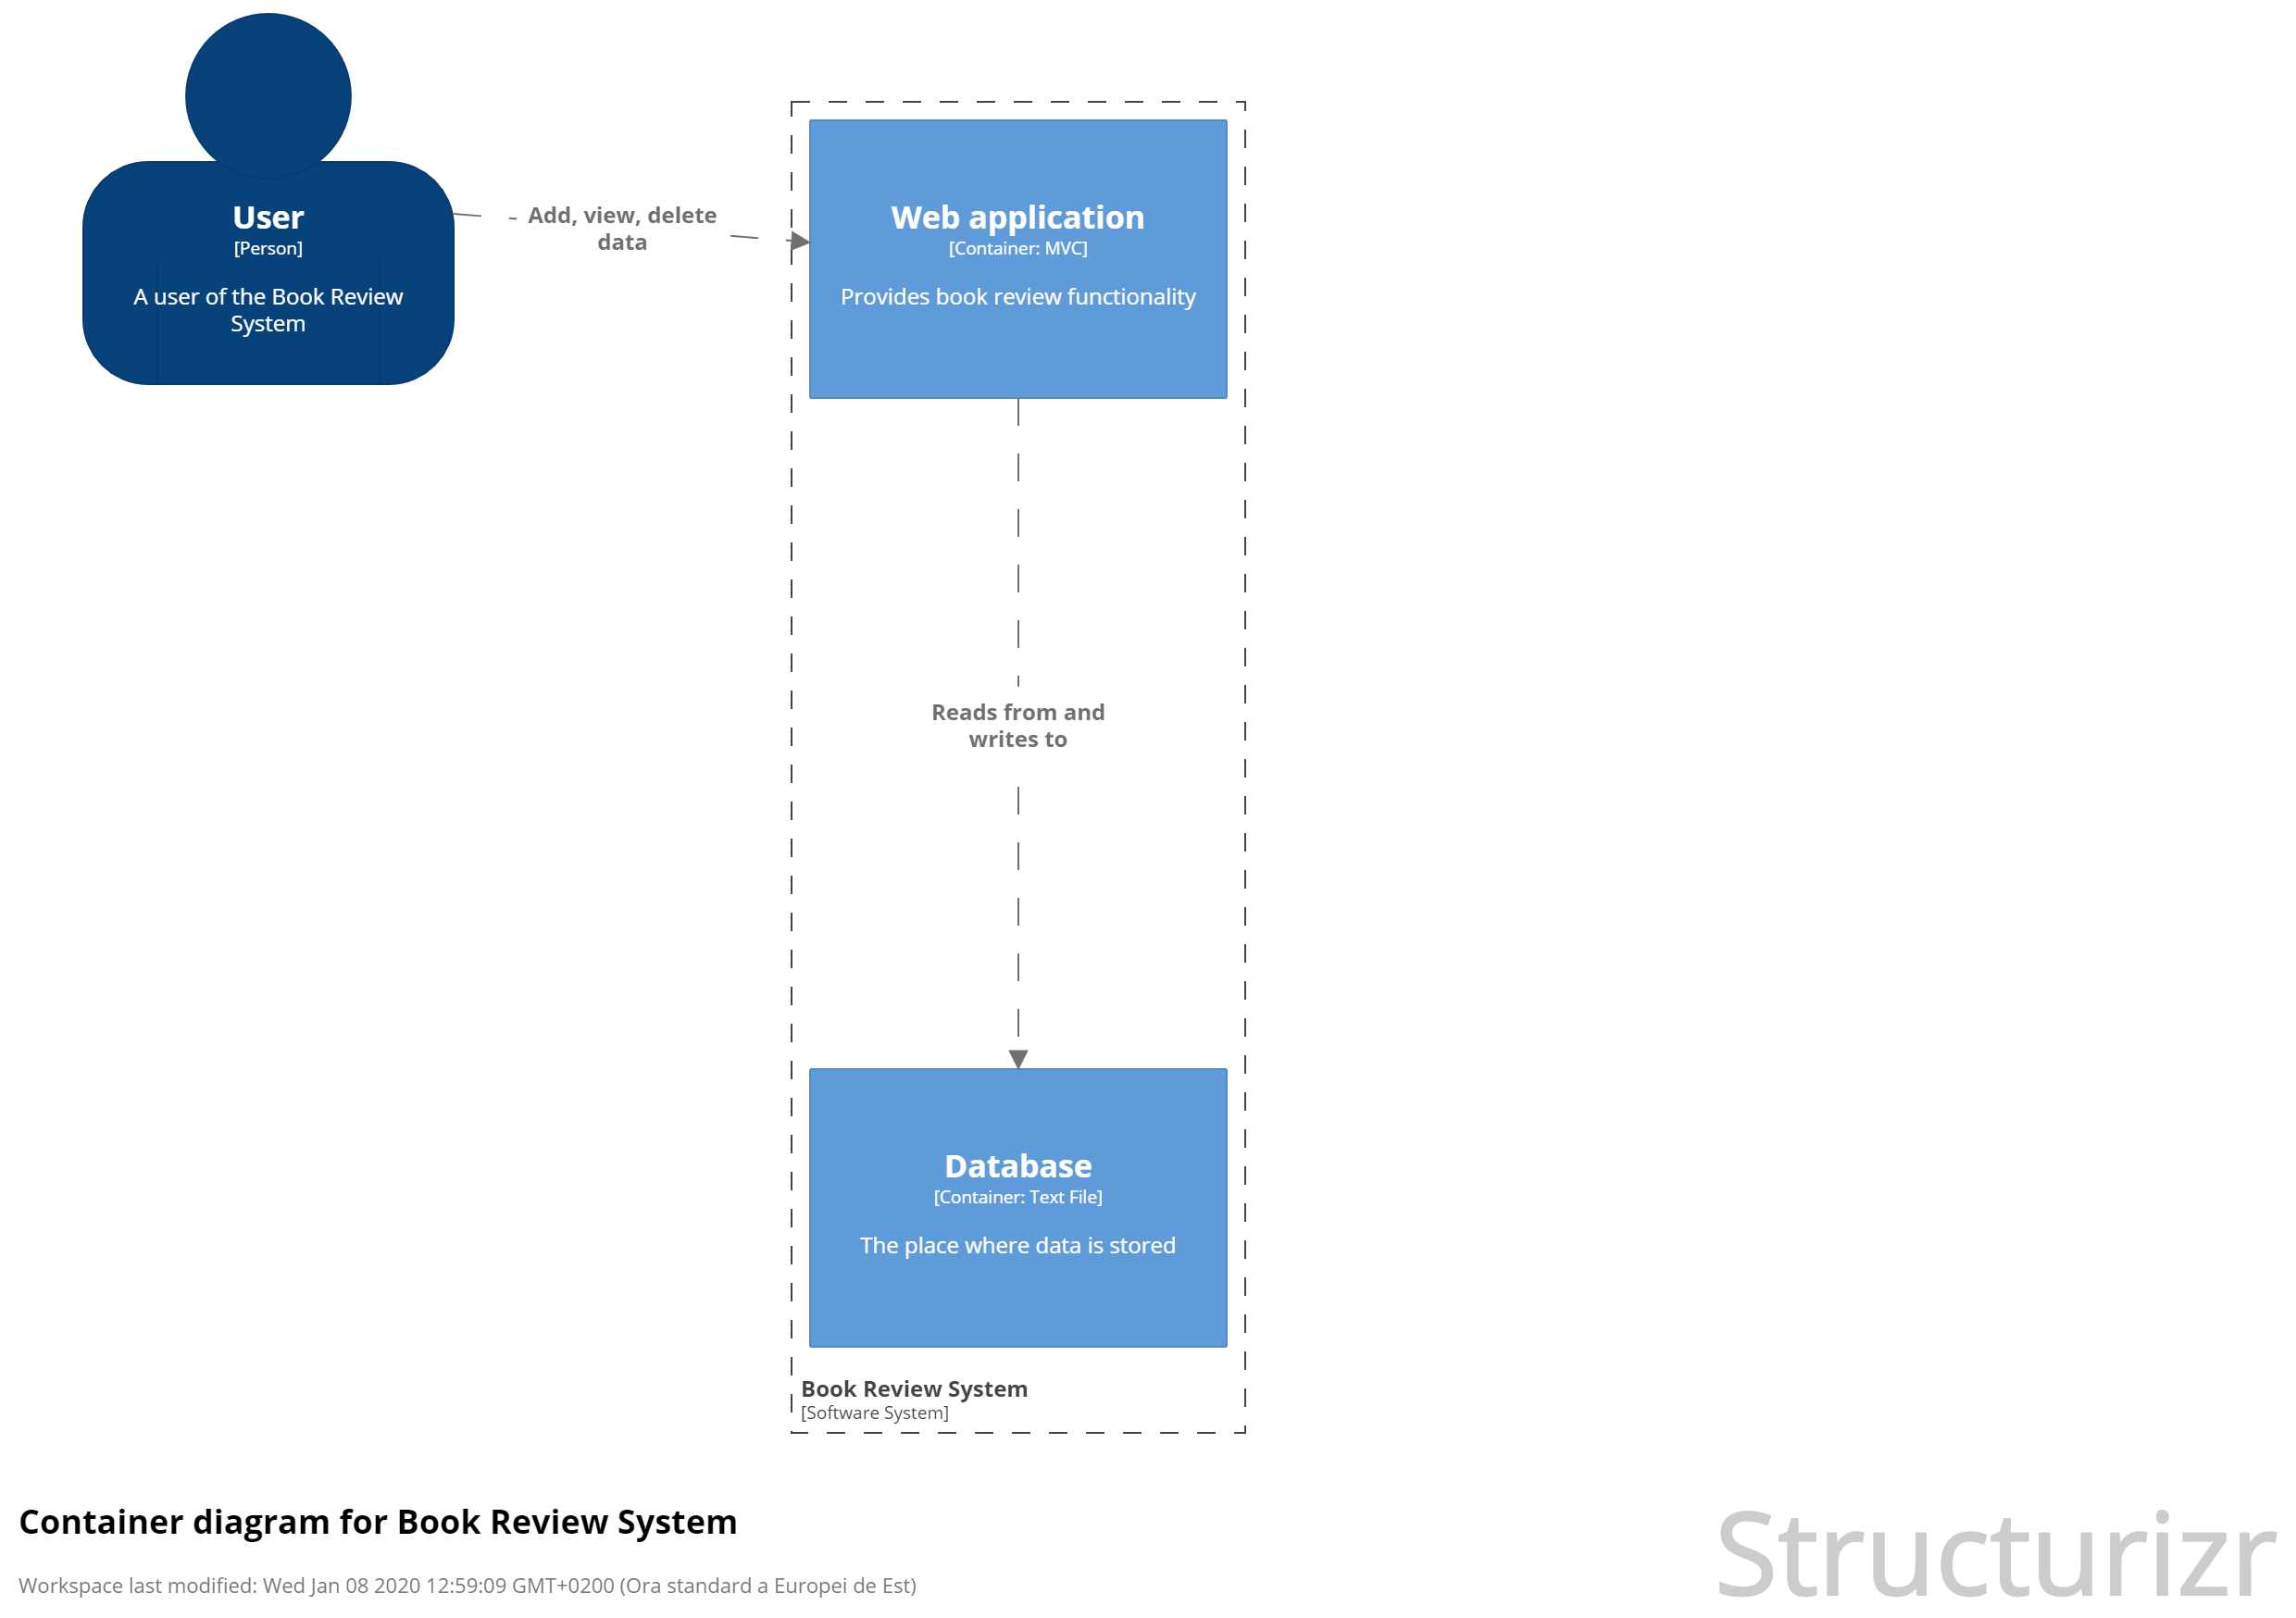 User
[Person]
A user of the Book Review
System
Add, view, delete
data
Web application
[Container: MVC]
Provides book review functionality
Reads from and
writes to
Database
[Container: Text File]
The place where data is stored
Book Review System
[Software System]
Container diagram for Book Review System
Workspace last modified: Wed Jan 08 2020 12:59:09 GMT+0200 (Ora standard a Europei de Est)
Structurizr